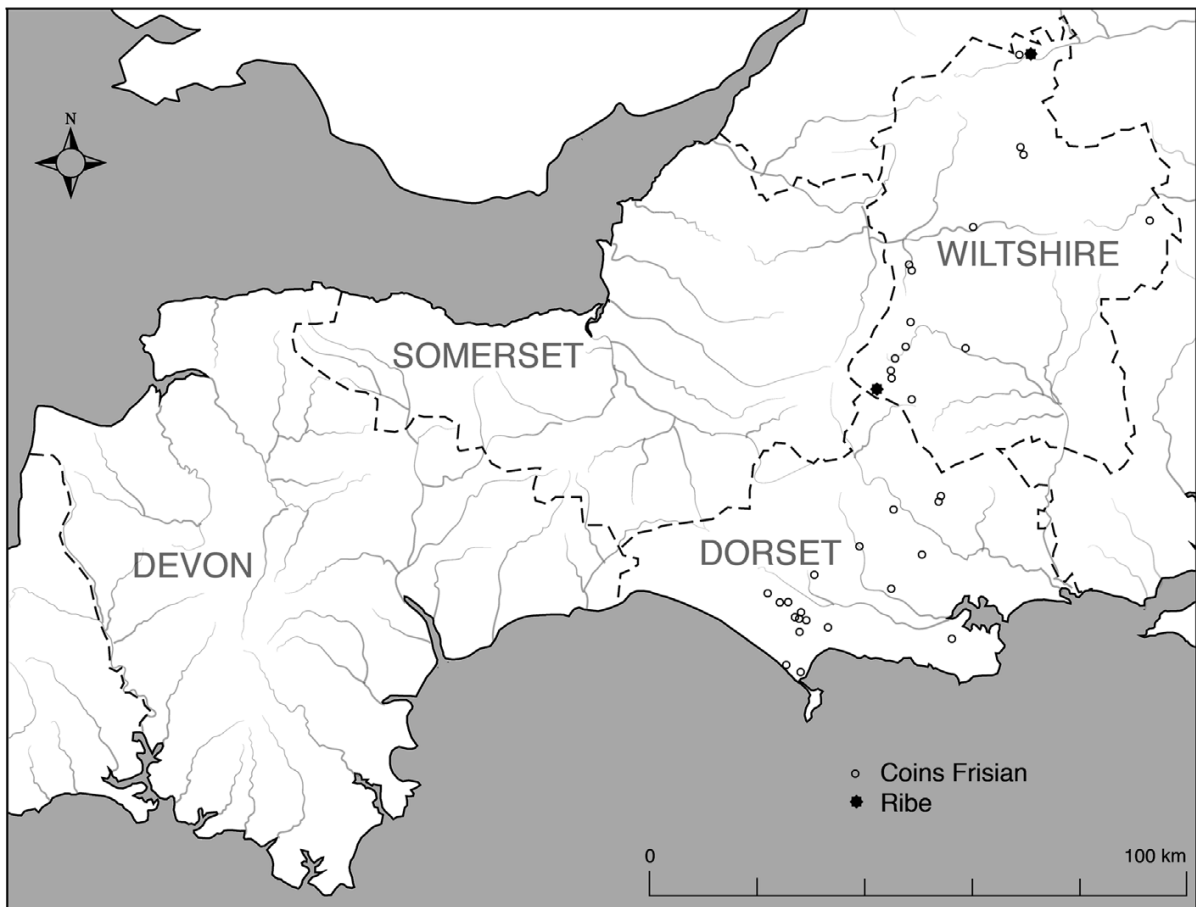 N
WILTSHIRE
SOMERSET
DORSET
DEVON
Coins Frisian
Ribe
0 100 km